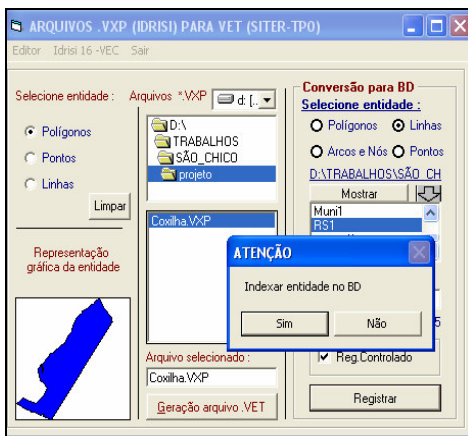 ARQUIVOS .VXP (IDRISI) PARA VET (SITER-TP0)
Editor Idrisi 16 -VEC Sair
Selecione entidade :
Polígonos
Pontos
Linhas
Limpar
Representação
gráfica da entidade
Arquivos *.VXP
d: [..
D:\
TRABALHOS
SÃO_CHICO
projeto
Coxilha.VXP
Arquivo selecionado :
Coxilha.VXP
Geração arquivo .VET
Conversão para BD
Selecione entidade :
Polígonos Linhas
Arcos e Nós Pontos
D:\TRABALHOS\SÃO_CH
Mostrar
Muni1
RS1
5
Reg.Controlado
Registrar
ATENÇÃO
Indexar entidade no BD
Sim Não